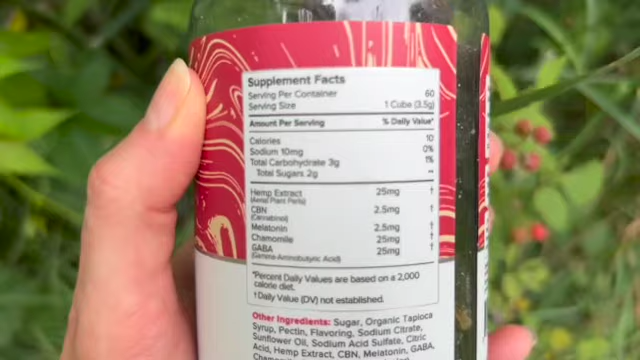 Supplement Facts
Serving Per Container 60
Serving Size 1 Cube (3.5g)
Amount Per Serving % Daily Value*
Calories 10
Sodium 10mg 0%
Total Carbohydrate 3g 1%
Total Sugars 2g **
Hemp Extract 25mg †
(Aerial Plant Parts)
CBN 2.5mg †
(Cannabinol)
Melatonin 2.5mg †
Chamomile 25mg †
GABA 25mg †
(Gamma-Aminobutyric Acid)
*Percent Daily Values are based on a 2,000
calorie diet.
†Daily Value (DV) not established.
Other Ingredients: Sugar, Organic Tapioca
Syrup, Pectin, Flavoring, Sodium Citrate,
Sunflower Oil, Sodium Acid Sulfate, Citric
Acid, Hemp Extract, CBN, Melatonin, GABA,